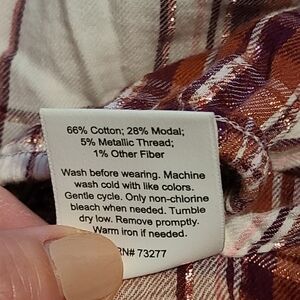 66% Cotton; 28% Modal;
5% Metallic Thread;
1% Other Fiber
Wash before wearing. Machine
wash cold with like colors.
Gentle cycle. Only non-chlorine
bleach when needed. Tumble
dry low. Remove promptly.
Warm iron if needed.
RN# 73277